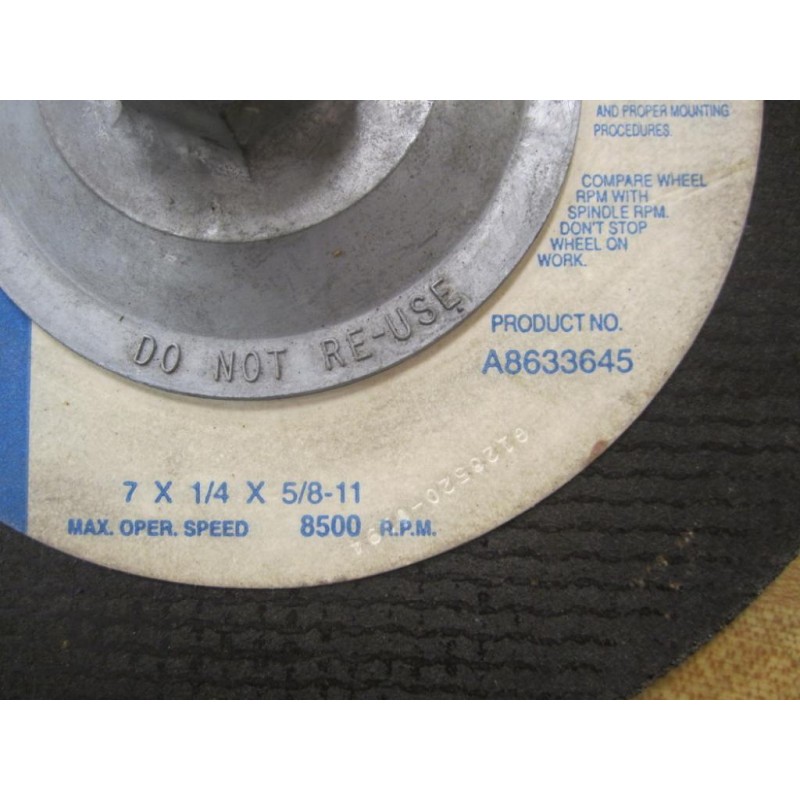 AND PROPER MOUNTING
PROCEDURES.
COMPARE WHEEL
RPM WITH
SPINDLE RPM.
DON'T STOP
WHEEL ON
WORK.
DO NOT RE-USE
PRODUCT NO.
A8633645
7 X 1/4 X 5/8-11
MAX. OPER. SPEED 8500 R.P.M.